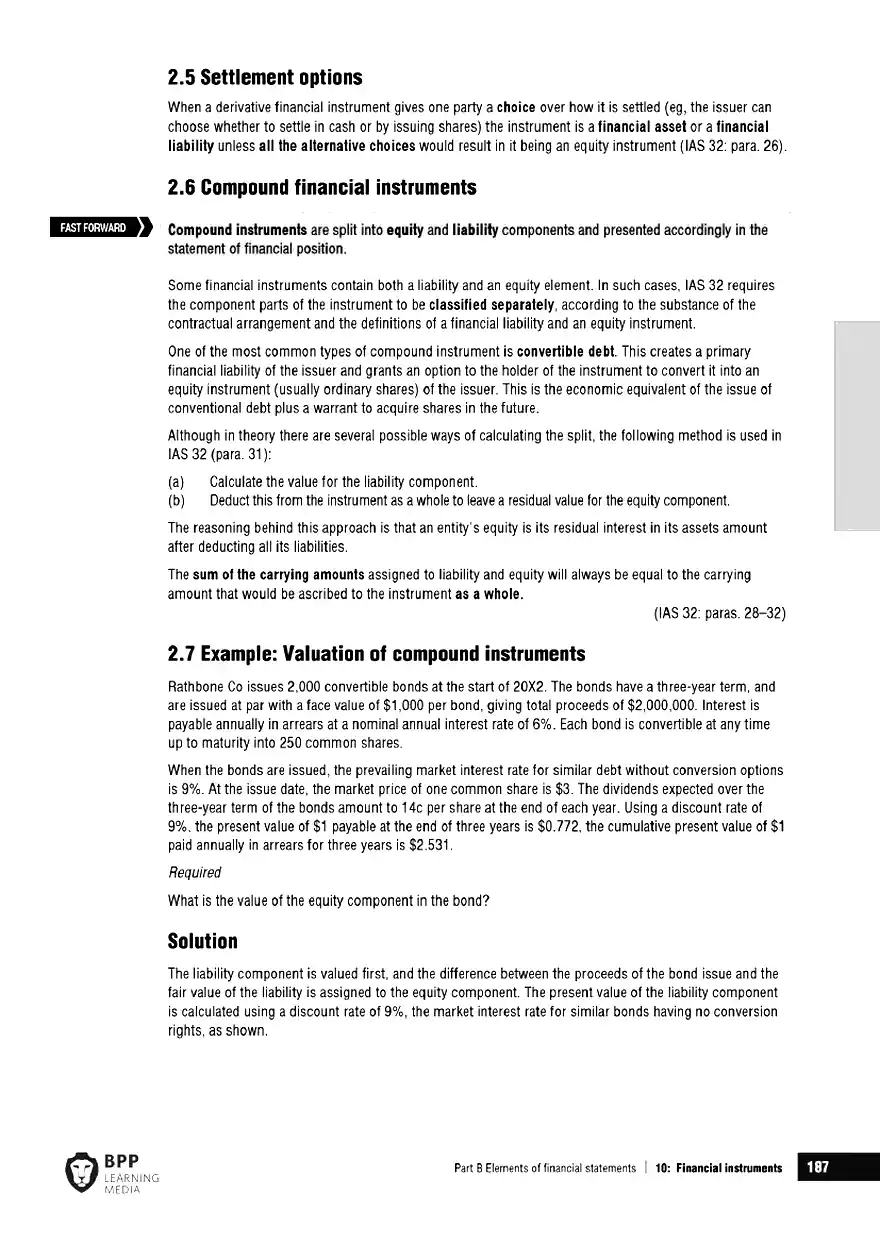 2.5 Settlement options
When a derivative financial instrument gives one party a choice over how it is settled (eg, the issuer can
choose whether to settle in cash or by issuing shares) the instrument is a financial asset or a financial
liability unless all the alternative choices would result in it being an equity instrument (IAS 32: para. 26).
2.6 Compound financial instruments
FAST FORWARD
Compound instruments are split into equity and liability components and presented accordingly in the
statement of financial position.
Some financial instruments contain both a liability and an equity element. In such cases, IAS 32 requires
the component parts of the instrument to be classified separately, according to the substance of the
contractual arrangement and the definitions of a financial liability and an equity instrument.
One of the most common types of compound instrument is convertible debt. This creates a primary
financial liability of the issuer and grants an option to the holder of the instrument to convert it into an
equity instrument (usually ordinary shares) of the issuer. This is the economic equivalent of the issue of
conventional debt plus a warrant to acquire shares in the future.
Although in theory there are several possible ways of calculating the split, the following method is used in
IAS 32 (para. 31):
(a) Calculate the value for the liability component.
(b) Deduct this from the instrument as a whole to leave a residual value for the equity component.
The reasoning behind this approach is that an entity's equity is its residual interest in its assets amount
after deducting all its liabilities.
The sum of the carrying amounts assigned to liability and equity will always be equal to the carrying
amount that would be ascribed to the instrument as a whole.
(IAS 32: paras. 28–32)
2.7 Example: Valuation of compound instruments
Rathbone Co issues 2,000 convertible bonds at the start of 20X2. The bonds have a three-year term, and
are issued at par with a face value of $1,000 per bond, giving total proceeds of $2,000,000. Interest is
payable annually in arrears at a nominal annual interest rate of 6%. Each bond is convertible at any time
up to maturity into 250 common shares.
When the bonds are issued, the prevailing market interest rate for similar debt without conversion options
is 9%. At the issue date, the market price of one common share is $3. The dividends expected over the
three-year term of the bonds amount to 14c per share at the end of each year. Using a discount rate of
9%, the present value of $1 payable at the end of three years is $0.772, the cumulative present value of $1
paid annually in arrears for three years is $2.531.
Required
What is the value of the equity component in the bond?
Solution
The liability component is valued first, and the difference between the proceeds of the bond issue and the
fair value of the liability is assigned to the equity component. The present value of the liability component
is calculated using a discount rate of 9%, the market interest rate for similar bonds having no conversion
rights, as shown.
BPP
LEARNING
MEDIA
Part B Elements of financial statements | 10: Financial instruments 187